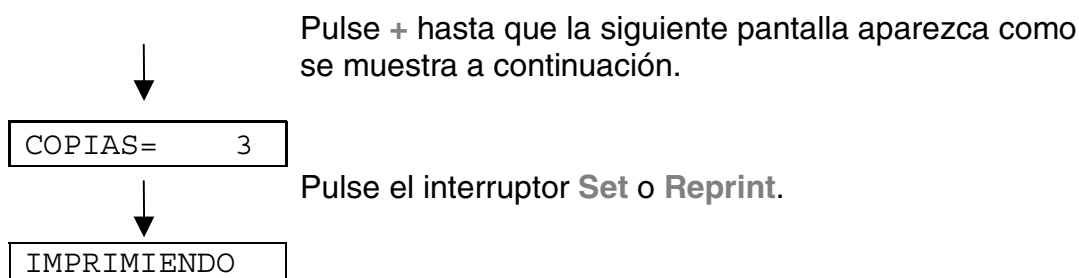 Pulse + hasta que la siguiente pantalla aparezca como
se muestra a continuación.
COPIAS= 3
Pulse el interruptor Set o Reprint.
IMPRIMIENDO